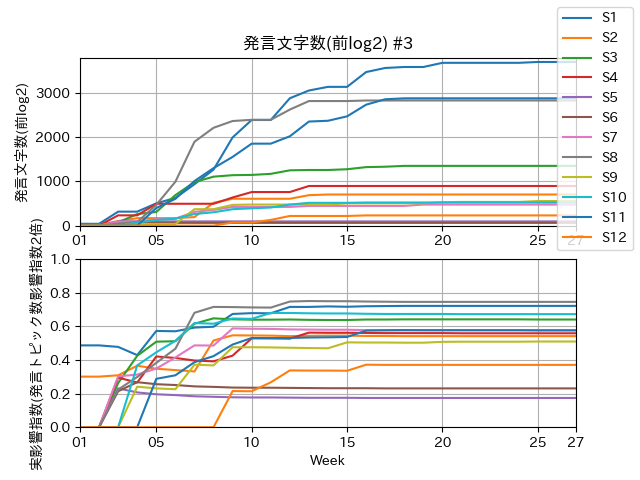 発言文字数(前log2) #3
発言文字数(前log2)
3000
2000
1000
0
01 05 10 15 20 25 27
S1
S2
S3
S4
S5
S6
S7
S8
S9
S10
S11
S12
実影響指数(発言トピック数影響指数2倍)
1.0
0.8
0.6
0.4
0.2
0.0
01 05 10 15 20 25 27
Week